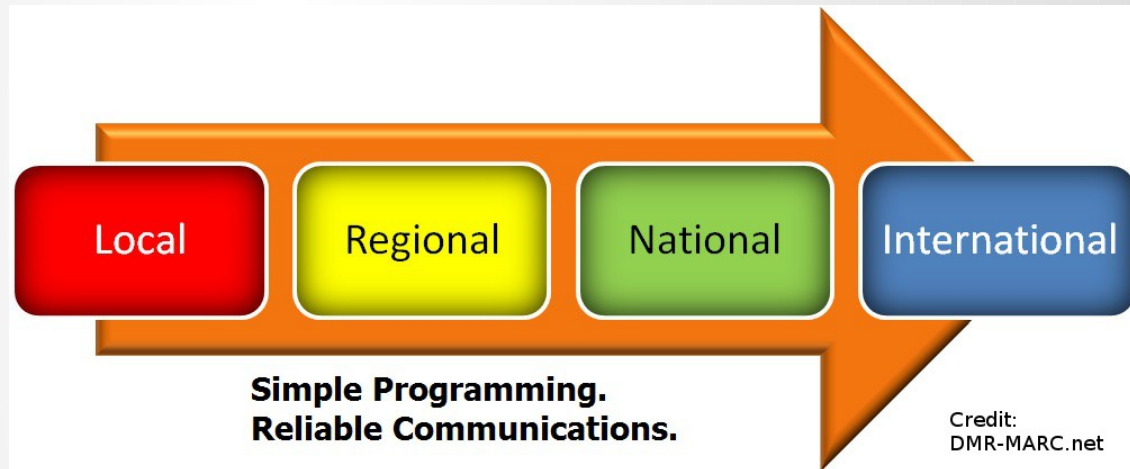 Local
Regional
National
International
Simple Programming.
Reliable Communications.
Credit:
DMR-MARC.net